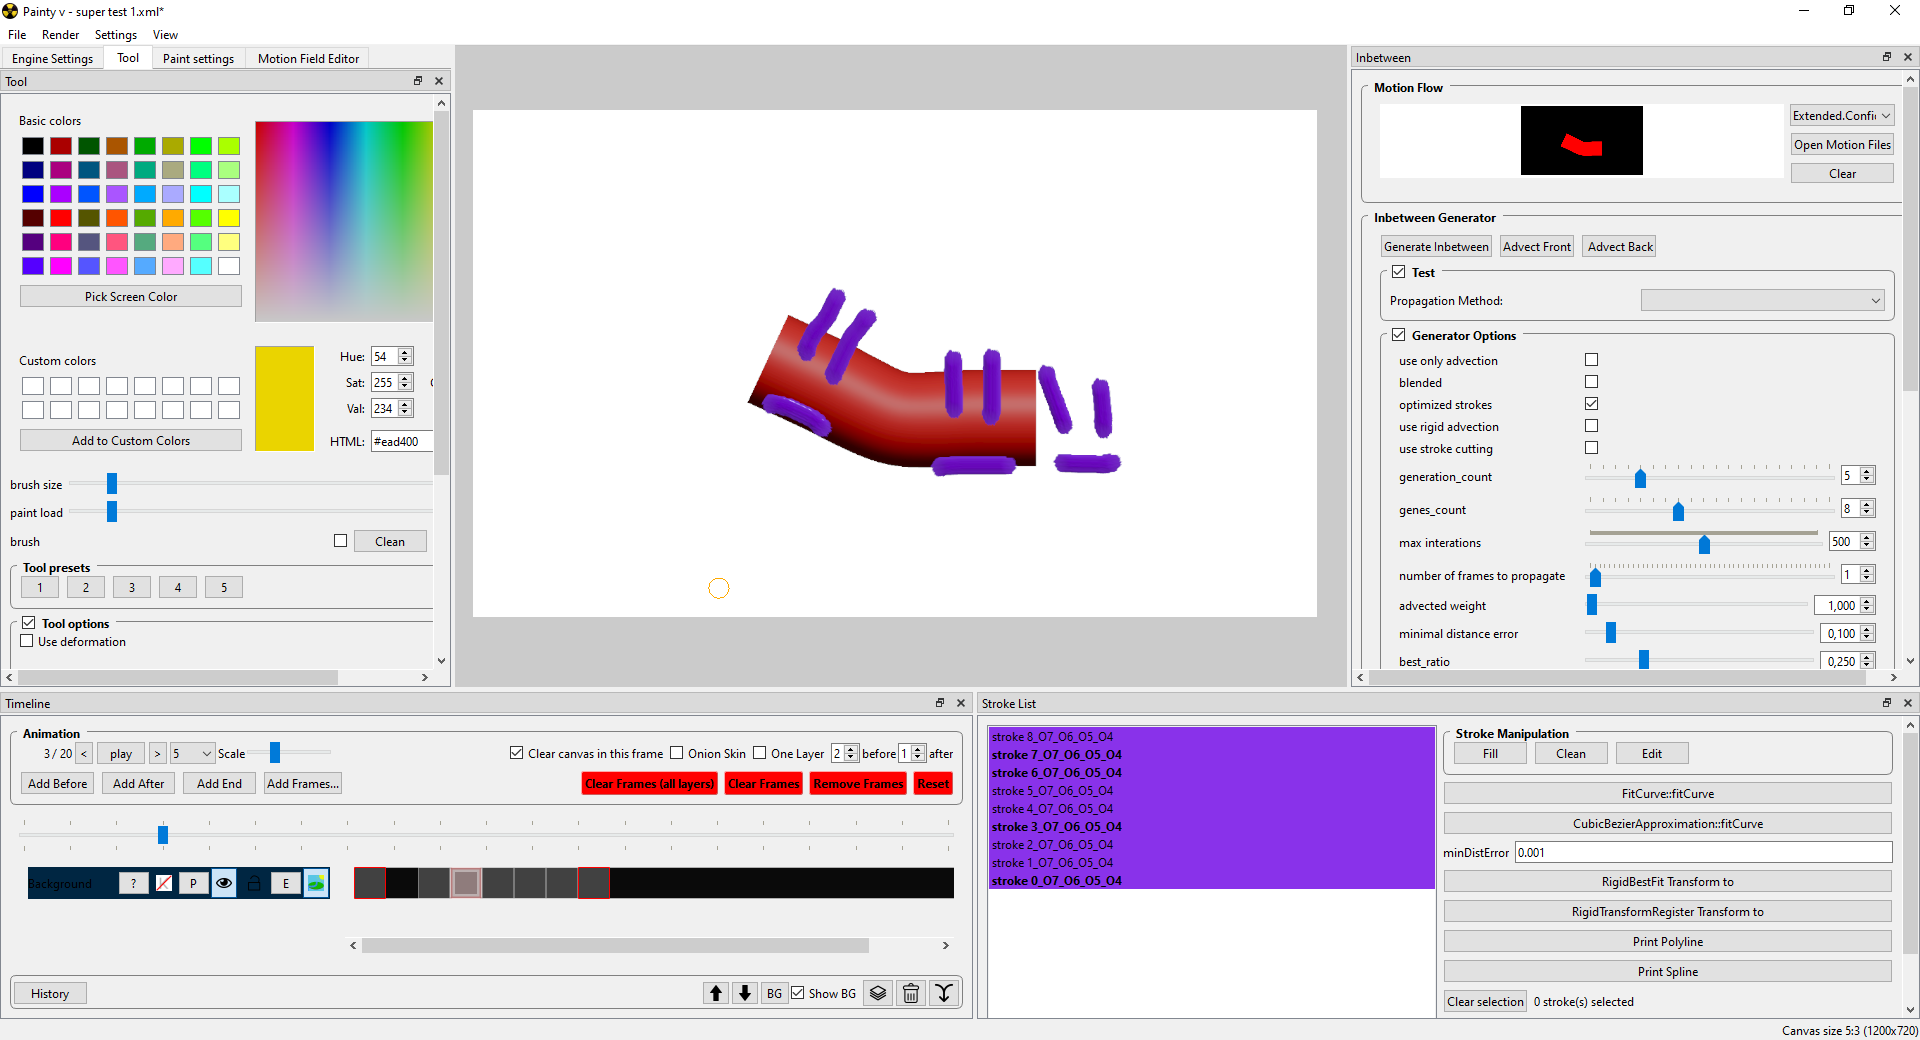 Painty v - super test 1.xml*
File Render Settings View
Engine Settings Tool Paint settings Motion Field Editor
Tool
Basic colors
Pick Screen Color
Custom colors
Hue: 54
Sat: 255
Val: 234
HTML: #ead400
Add to Custom Colors
brush size
paint load
brush Clean
Tool presets
1 2 3 4 5
Tool options
Use deformation
Inbetween
Motion Flow
Extended.Confi
Open Motion Files
Clear
Inbetween Generator
Generate Inbetween Advect Front Advect Back
Test
Propagation Method:
Generator Options
use only advection
blended
optimized strokes
use rigid advection
use stroke cutting
generation_count 5
genes_count 8
max interations 500
number of frames to propagate 1
advected weight 1,000
minimal distance error 0,100
best_ratio 0,250
Timeline
Animation
3 / 20 < play > 5 Scale Clear canvas in this frame Onion Skin One Layer 2 before 1 after
Add Before Add After Add End Add Frames... Clear Frames (all layers) Clear Frames Remove Frames Reset
Background ? K P E
History BG Show BG
Stroke List
stroke 8_O7_O6_O5_O4
stroke 7_O7_O6_O5_O4
stroke 6_O7_O6_O5_O4
stroke 5_O7_O6_O5_O4
stroke 4_O7_O6_O5_O4
stroke 3_O7_O6_O5_O4
stroke 2_O7_O6_O5_O4
stroke 1_O7_O6_O5_O4
stroke 0_O7_O6_O5_O4
Stroke Manipulation
Fill Clean Edit
FitCurve::fitCurve
CubicBezierApproximation::fitCurve
minDistError 0.001
RigidBestFit Transform to
RigidTransformRegister Transform to
Print Polyline
Print Spline
Clear selection 0 stroke(s) selected
Canvas size 5:3 (1200x720)